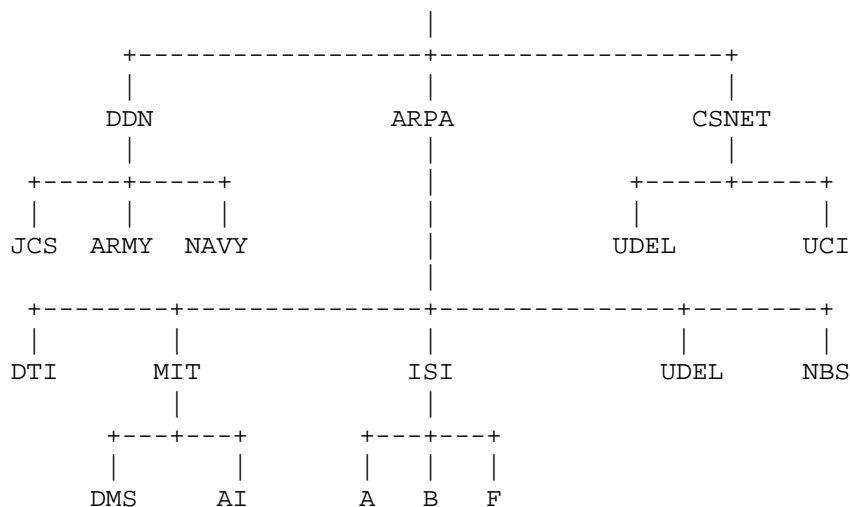 DDN ARPA CSNET
JCS ARMY NAVY UDEL UCI
DTI MIT ISI UDEL NBS
DMS AI A B F